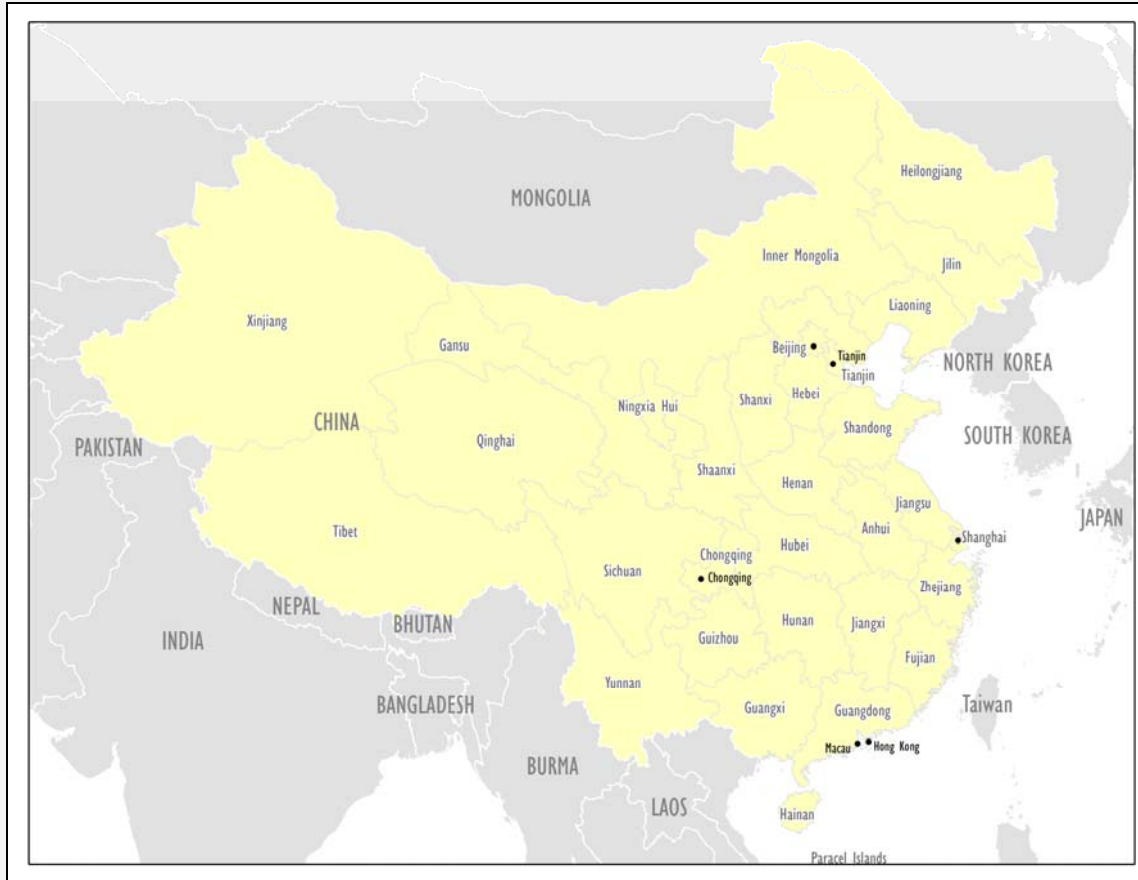 Heilongjiang
MONGOLIA
Inner Mongolia
Jilin
Liaoning
Xinjiang
Gansu
Beijing
Tianjin
Tianjin
NORTH KOREA
Ningxia Hui
Shanxi
Hebei
CHINA
Shandong
SOUTH KOREA
PAKISTAN
Qinghai
Shaanxi
Henan
Jiangsu
JAPAN
Tibet
Anhui
Shanghai
Hubei
Chongqing
Sichuan
Chongqing
Zhejiang
NEPAL
BHUTAN
Hunan
Jiangxi
INDIA
Guizhou
Fujian
Yunnan
BANGLADESH
Guangxi
Guangdong
Taiwan
Macau
Hong Kong
BURMA
LAOS
Hainan
Paracel Islands